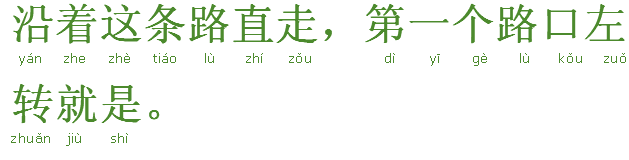 沿着这条路直走，第一个路口左
yán zhe zhè tiáo lù zhí zǒu dì yī gè lù kǒu zuǒ
转就是。
zhuǎn jiù shì